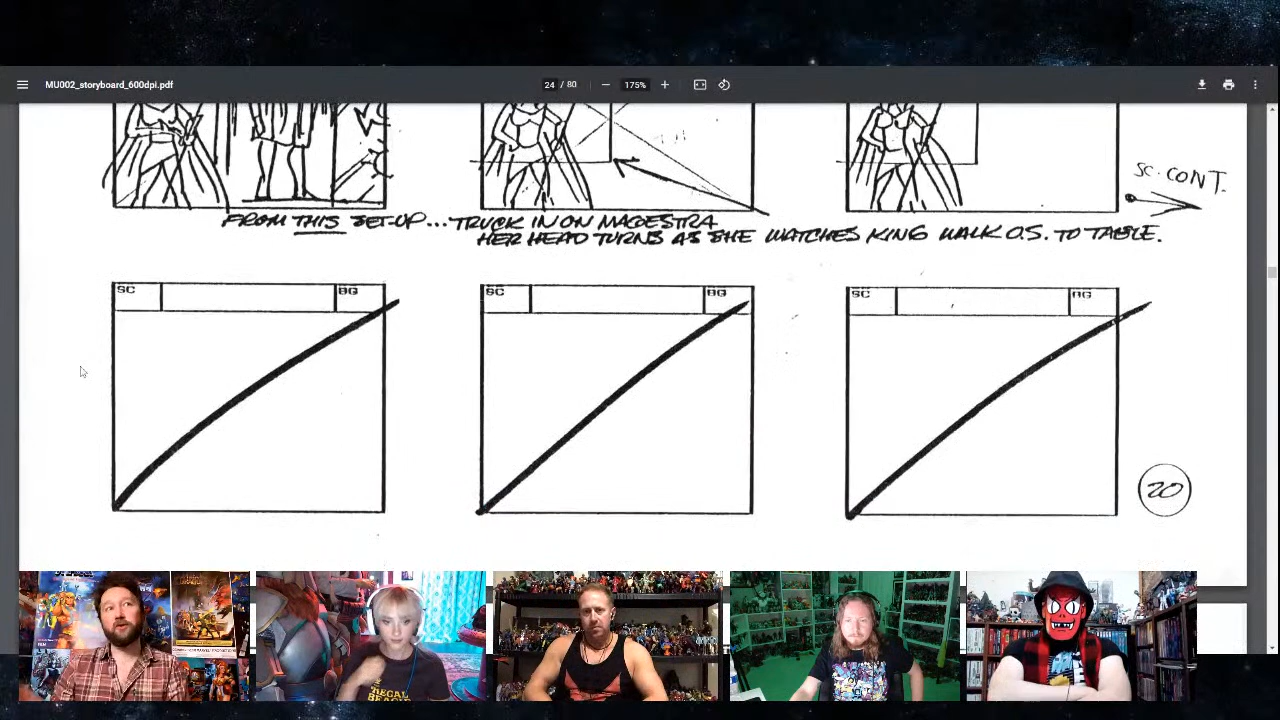 MU002_storyboard_600dpi.pdf
24 / 80
175%
SC. CONT.
FROM THIS SET-UP... TRUCK IN ON MAGESTRA
HER HEAD TURNS AS SHE WATCHES KING WALK O.S. TO TABLE.
SC BG SC BG SC BG
20